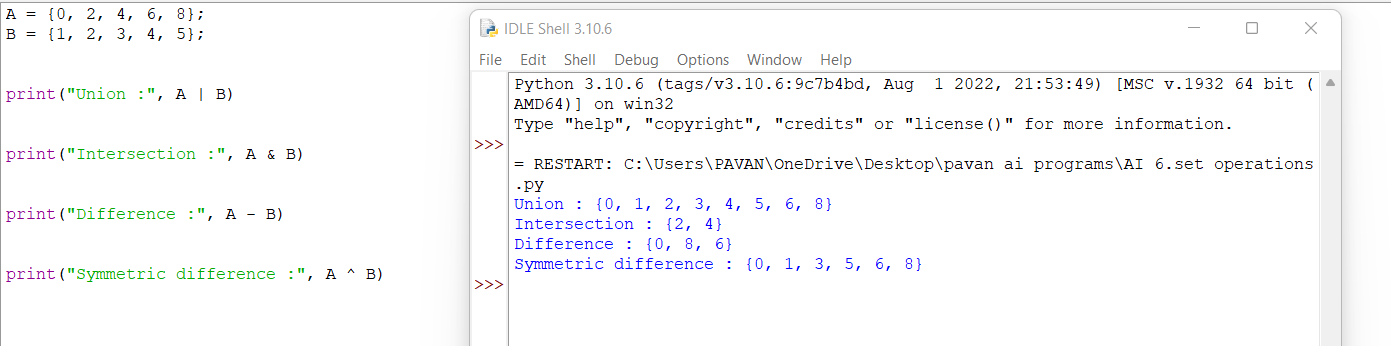 A = {0, 2, 4, 6, 8};
B = {1, 2, 3, 4, 5};
print("Union :", A | B)
print("Intersection :", A & B)
print("Difference :", A - B)
print("Symmetric difference :", A ^ B)
IDLE Shell 3.10.6
File Edit Shell Debug Options Window Help
Python 3.10.6 (tags/v3.10.6:9c7b4bd, Aug  1 2022, 21:53:49) [MSC v.1932 64 bit (
AMD64)] on win32
Type "help", "copyright", "credits" or "license()" for more information.
>>>
= RESTART: C:\Users\PAVAN\OneDrive\Desktop\pavan ai programs\AI 6.set operations
.py
Union : {0, 1, 2, 3, 4, 5, 6, 8}
Intersection : {2, 4}
Difference : {0, 8, 6}
Symmetric difference : {0, 1, 3, 5, 6, 8}
>>>